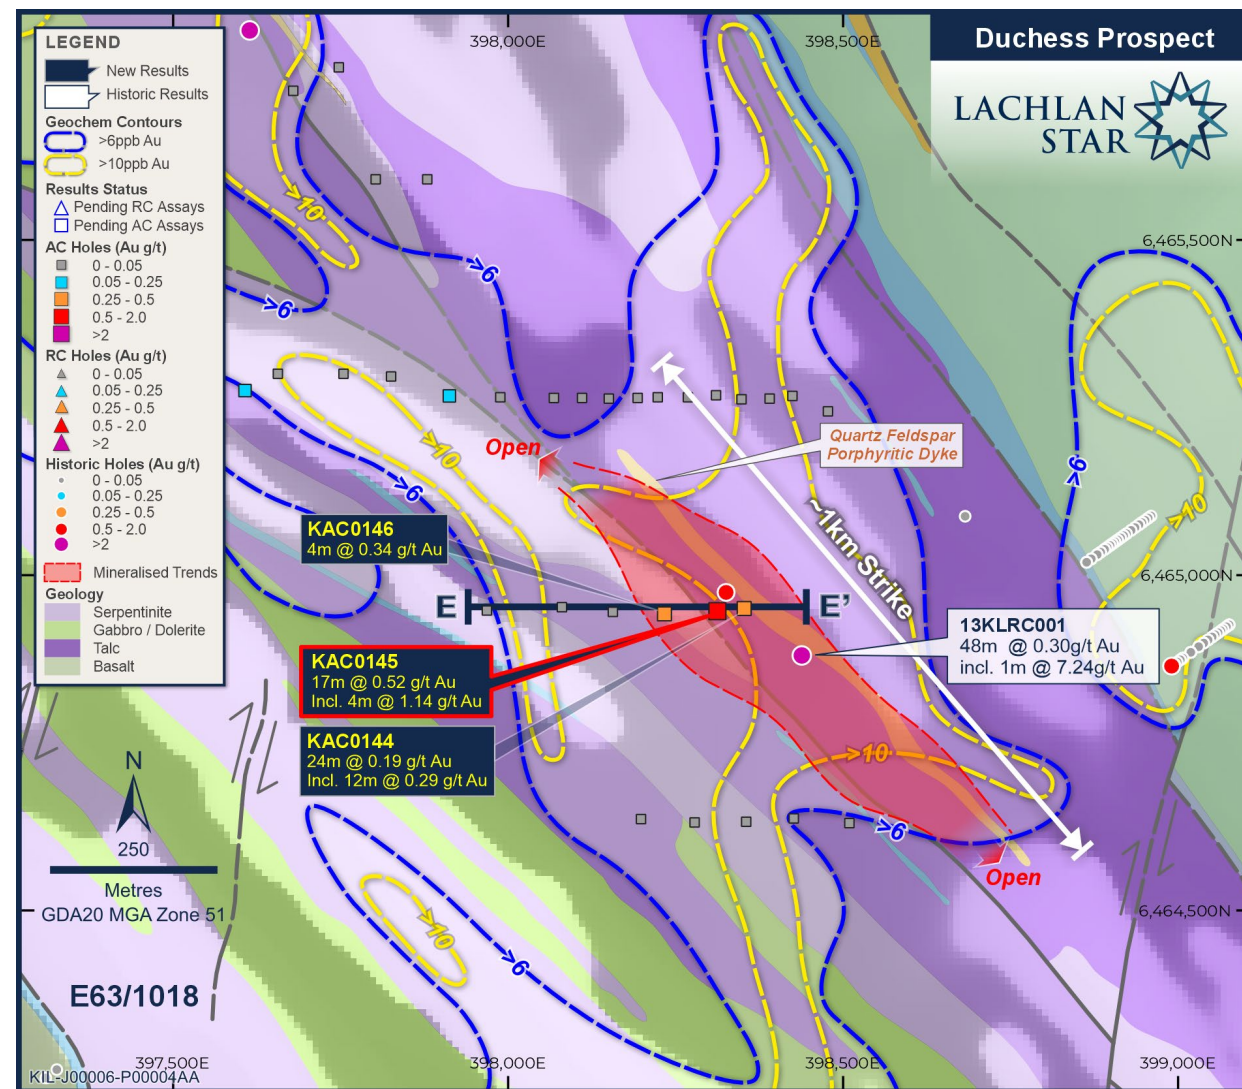 Duchess Prospect
LACHLAN
STAR
LEGEND
New Results
Historic Results
Geochem Contours
>6ppb Au
>10ppb Au
Results Status
Pending RC Assays
Pending AC Assays
AC Holes (Au g/t)
0 - 0.05
0.05 - 0.25
0.25 - 0.5
0.5 - 2.0
>2
RC Holes (Au g/t)
0 - 0.05
0.05 - 0.25
0.25 - 0.5
0.5 - 2.0
>2
Historic Holes (Au g/t)
0 - 0.05
0.05 - 0.25
0.25 - 0.5
0.5 - 2.0
>2
Mineralised Trends
Geology
Serpentinite
Gabbro / Dolerite
Talc
Basalt
398,000E
398,500E
6,465,500N
>10
>6
>6
>6
>10
Open
>10
>6
Quartz Feldspar
Porphyritic Dyke
~1km Strike
KAC0146
4m @ 0.34 g/t Au
6,465,000N
E
E'
13KLRC001
48m @ 0.30g/t Au
incl. 1m @ 7.24g/t Au
KAC0145
17m @ 0.52 g/t Au
Incl. 4m @ 1.14 g/t Au
KAC0144
24m @ 0.19 g/t Au
Incl. 12m @ 0.29 g/t Au
>10
>6
Open
N
250
Metres
GDA20 MGA Zone 51
6,464,500N
>10
>6
E63/1018
397,500E
398,000E
398,500E
399,000E
KIL-J00006-P00004AA